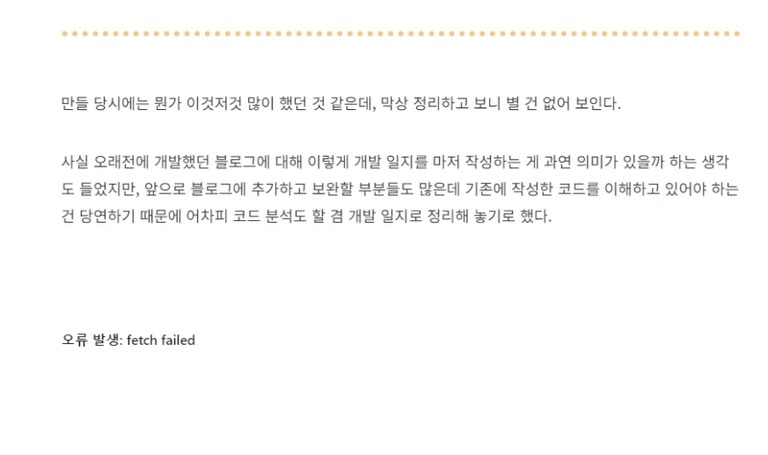 만들 당시에는 뭔가 이것저것 많이 했던 것 같은데, 막상 정리하고 보니 별 건 없어 보인다.
사실 오래전에 개발했던 블로그에 대해 이렇게 개발 일지를 마저 작성하는 게 과연 의미가 있을까 하는 생각
도 들었지만, 앞으로 블로그에 추가하고 보완할 부분들도 많은데 기존에 작성한 코드를 이해하고 있어야 하는
건 당연하기 때문에 어차피 코드 분석도 할 겸 개발 일지로 정리해 놓기로 했다.
오류 발생: fetch failed